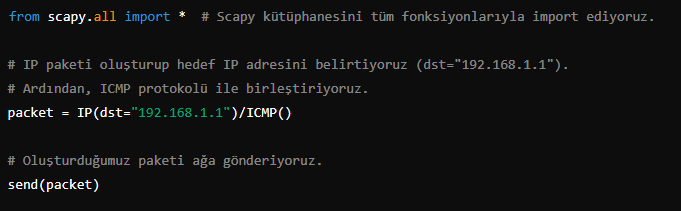 from scapy.all import *  # Scapy kütüphanesini tüm fonksiyonlarıyla import ediyoruz.
# IP paketi oluşturup hedef IP adresini belirtiyoruz (dst="192.168.1.1").
# Ardından, ICMP protokolü ile birleştiriyoruz.
packet = IP(dst="192.168.1.1")/ICMP()
# Oluşturduğumuz paketi ağa gönderiyoruz.
send(packet)